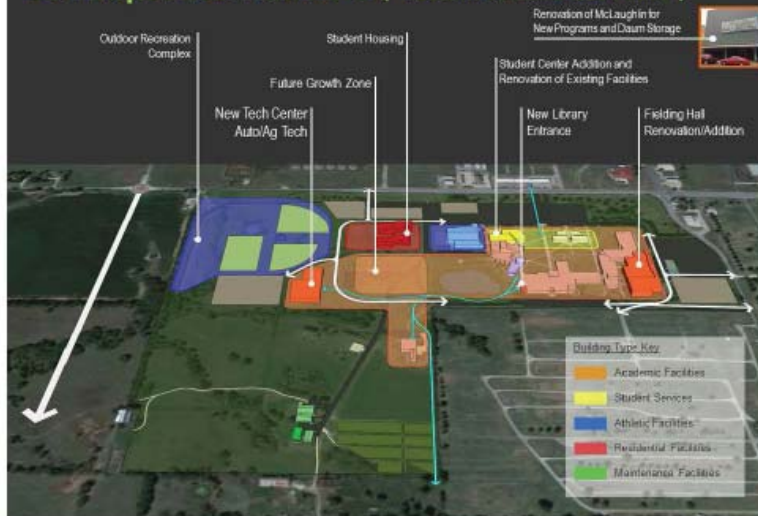 Renovation of McLaughlin for
New Programs and Daum Storage
Outdoor Recreation
Complex
Student Housing
Student Center Addition and
Renovation of Existing Facilities
Future Growth Zone
New Tech Center
Auto/Ag Tech
New Library
Entrance
Fielding Hall
Renovation/Addition
Building Type Key
Academic Facilities
Student Services
Athletic Facilities
Residential Facilities
Maintenance Facilities